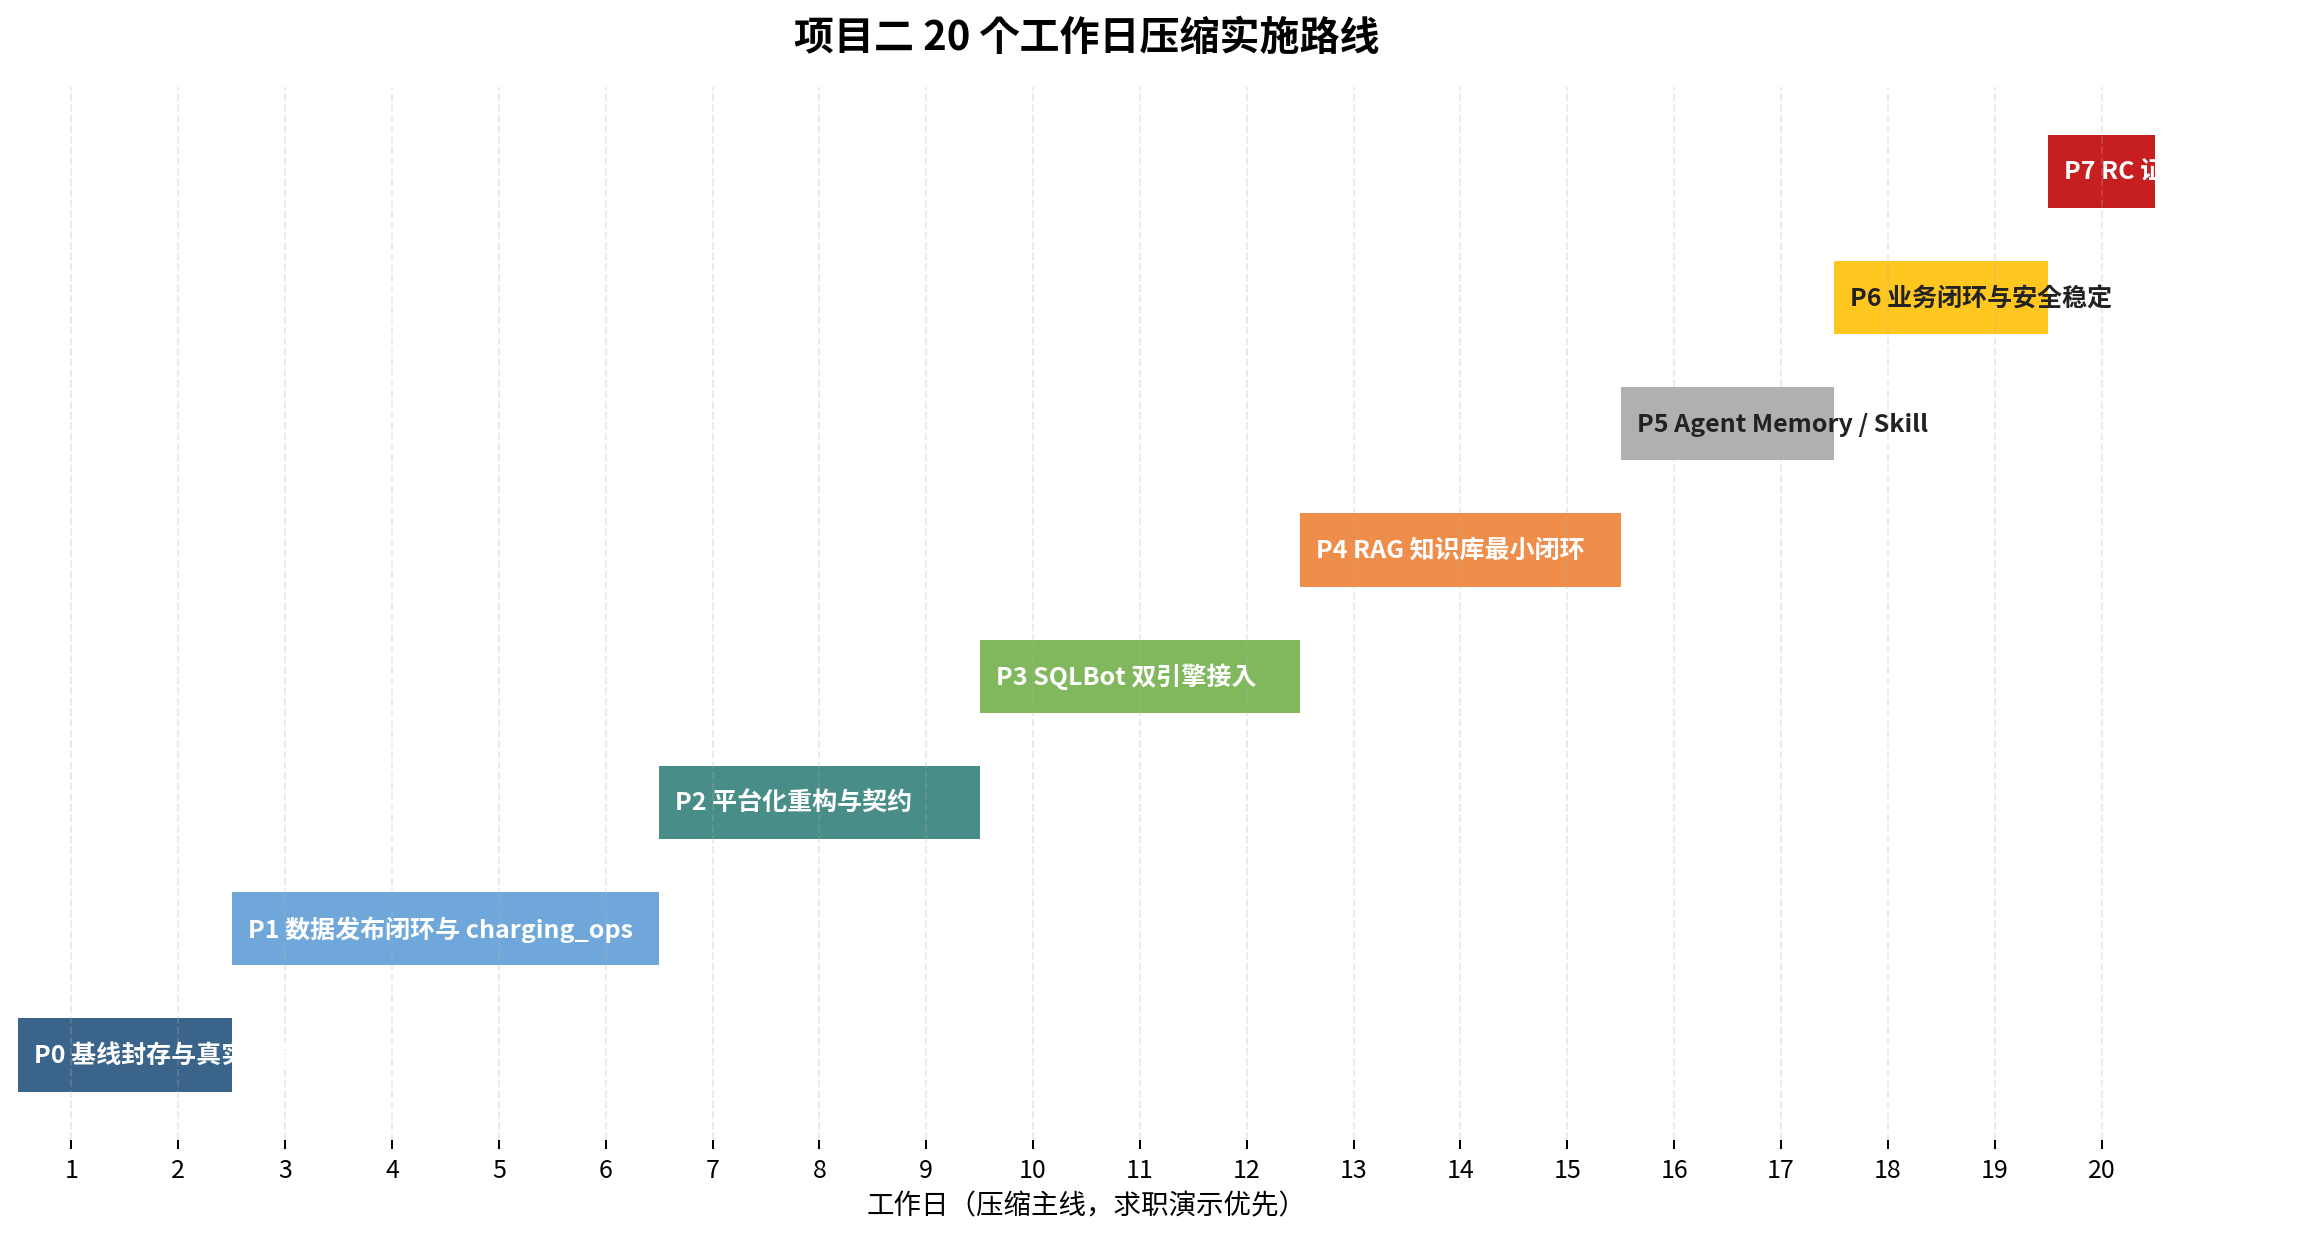 项目二 20 个工作日压缩实施路线
P7 RC 证
P6 业务闭环与安全稳定
P5 Agent Memory / Skill
P4 RAG 知识库最小闭环
P3 SQLBot 双引擎接入
P2 平台化重构与契约
P1 数据发布闭环与 charging_ops
P0 基线封存与真实
1 2 3 4 5 6 7 8 9 10 11 12 13 14 15 16 17 18 19 20
工作日（压缩主线，求职演示优先）